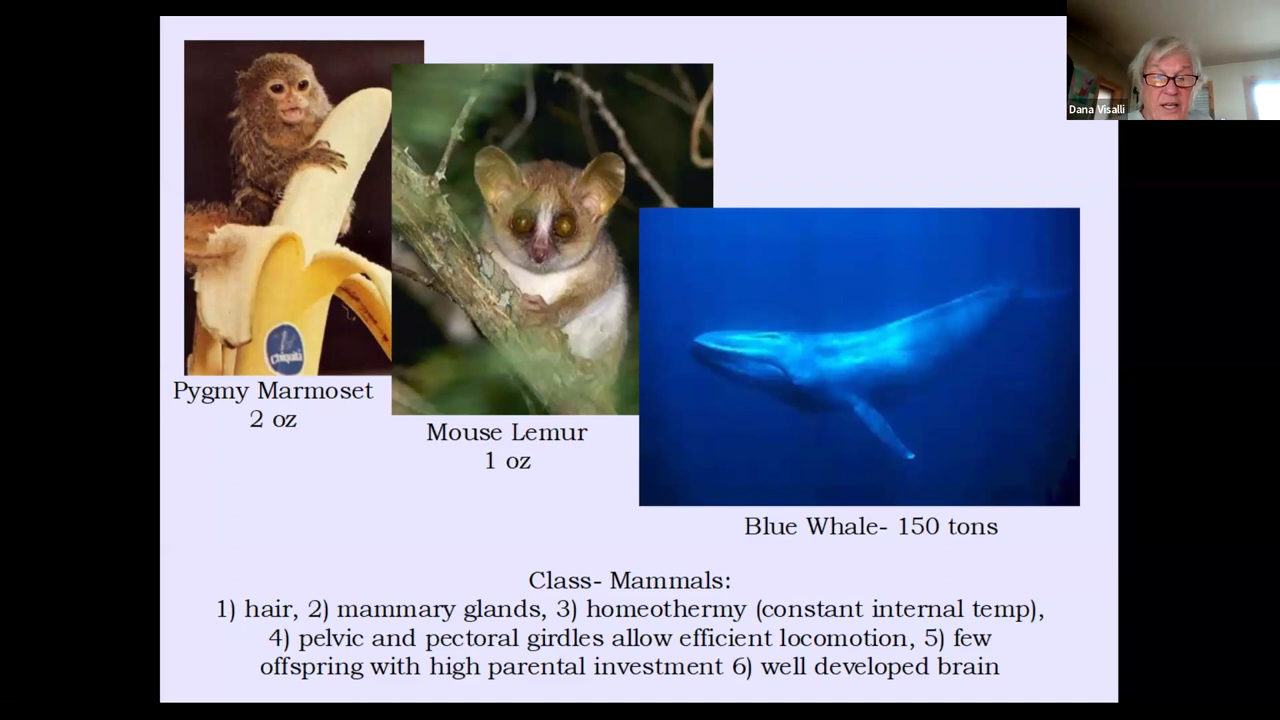 Dana Visalli
Chiquita
Pygmy Marmoset
2 oz
Mouse Lemur
1 oz
Blue Whale- 150 tons
Class- Mammals:
1) hair, 2) mammary glands, 3) homeothermy (constant internal temp),
4) pelvic and pectoral girdles allow efficient locomotion, 5) few
offspring with high parental investment 6) well developed brain